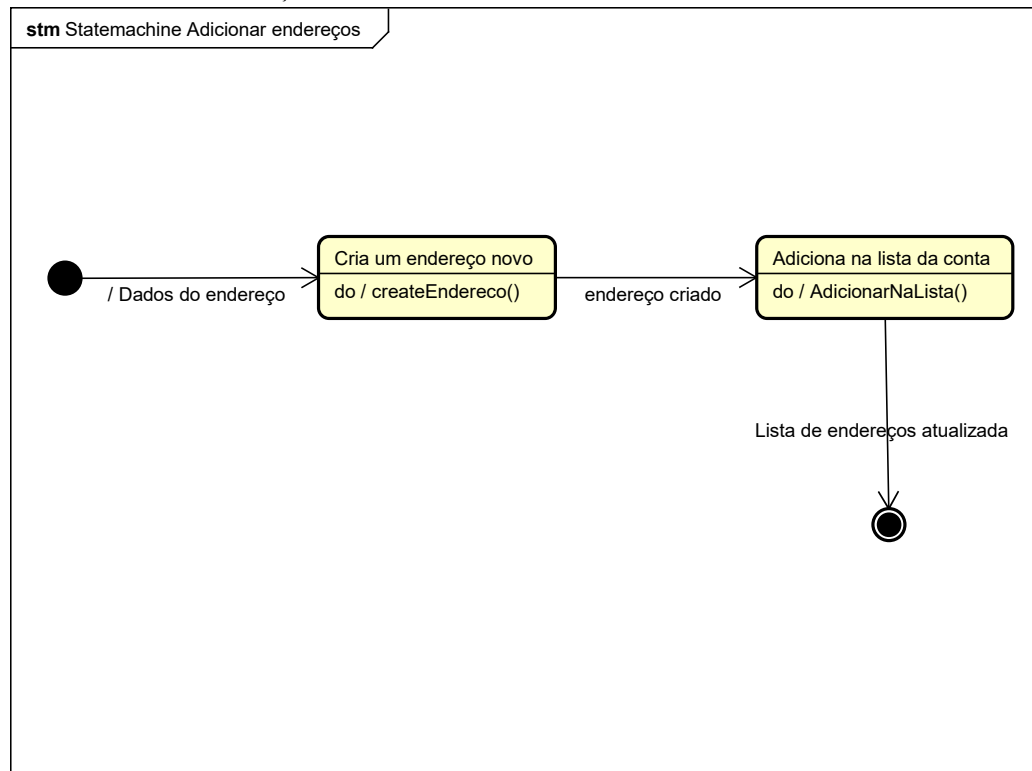 stm Statemachine Adicionar endereços
Cria um endereço novo
do / createEndereco()
/ Dados do endereço
endereço criado
Adiciona na lista da conta
do / AdicionarNaLista()
Lista de endereços atualizada